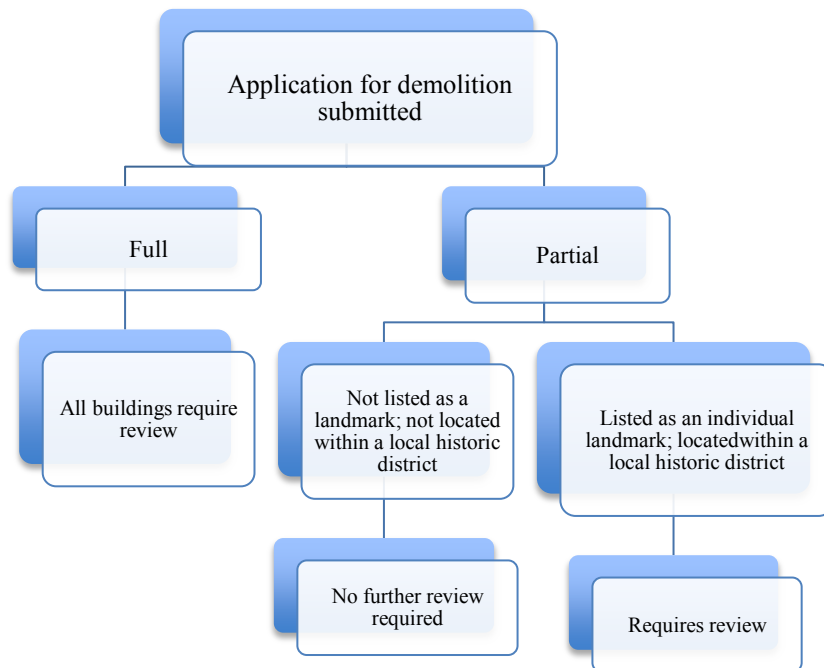 Application for demolition
submitted
Full
Partial
All buildings require
review
Not listed as a
landmark; not located
within a local historic
district
Listed as an individual
landmark; locatedwithin a
local historic district
No further review
required
Requires review